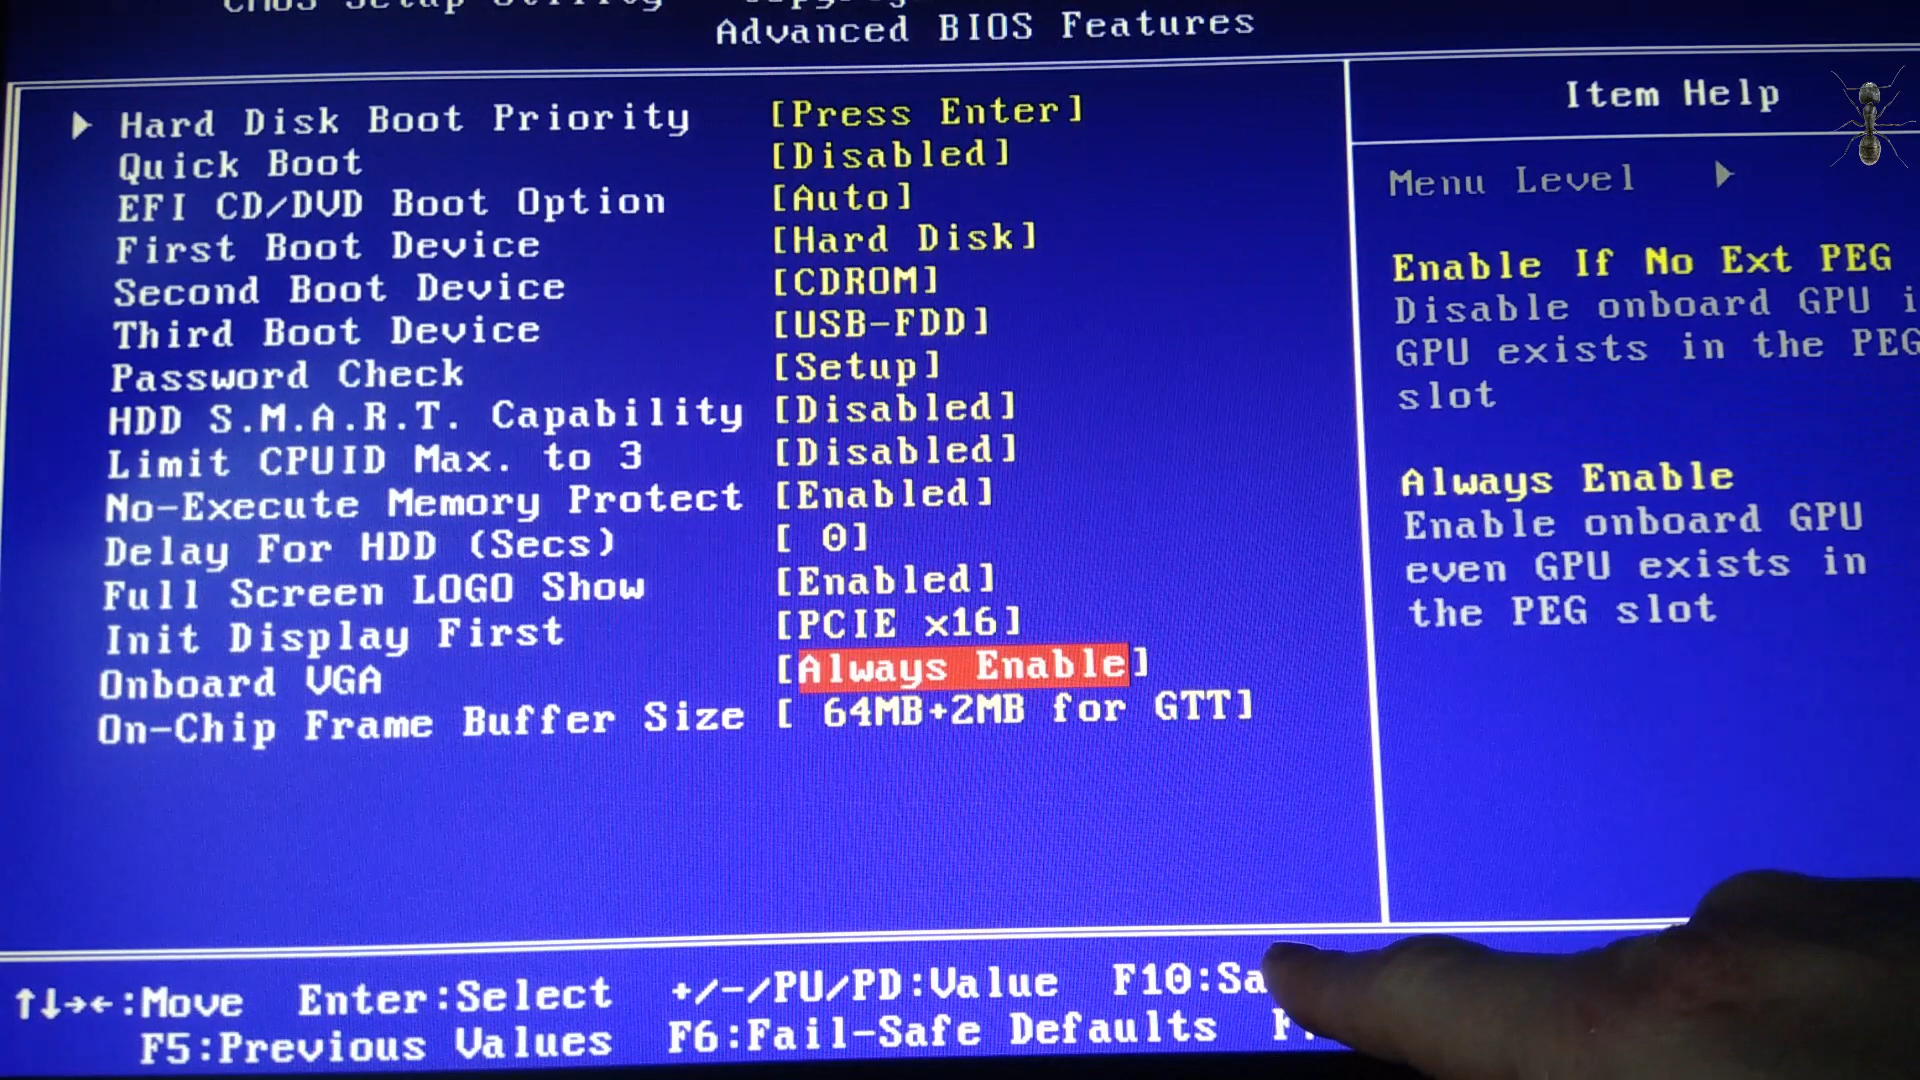 CMOS Setup Utility
Advanced BIOS Features
Hard Disk Boot Priority [Press Enter]
Quick Boot [Disabled]
EFI CD/DVD Boot Option [Auto]
First Boot Device [Hard Disk]
Second Boot Device [CDROM]
Third Boot Device [USB-FDD]
Password Check [Setup]
HDD S.M.A.R.T. Capability [Disabled]
Limit CPUID Max. to 3 [Disabled]
No-Execute Memory Protect [Enabled]
Delay For HDD (Secs) [ 0]
Full Screen LOGO Show [Enabled]
Init Display First [PCIE x16]
Onboard VGA [Always Enable]
On-Chip Frame Buffer Size [ 64MB+2MB for GTT]
Item Help
Menu Level
Enable If No Ext PEG
Disable onboard GPU i
GPU exists in the PEG
slot
Always Enable
Enable onboard GPU
even GPU exists in
the PEG slot
↑↓→←:Move Enter:Select +/-/PU/PD:Value F10:Sa
F5:Previous Values F6:Fail-Safe Defaults